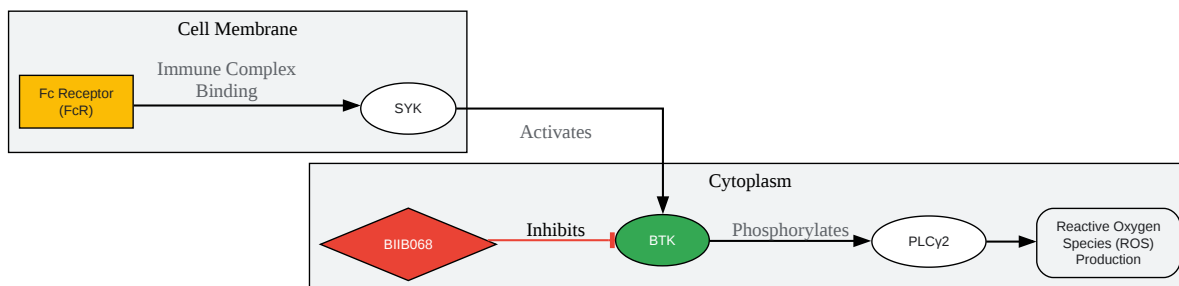 Cell Membrane
Immune Complex
Binding
Fc Receptor
(FcR)
SYK
Activates
Cytoplasm
BIIB068
Inhibits
BTK
Phosphorylates
PLCγ2
Reactive Oxygen
Species (ROS)
Production